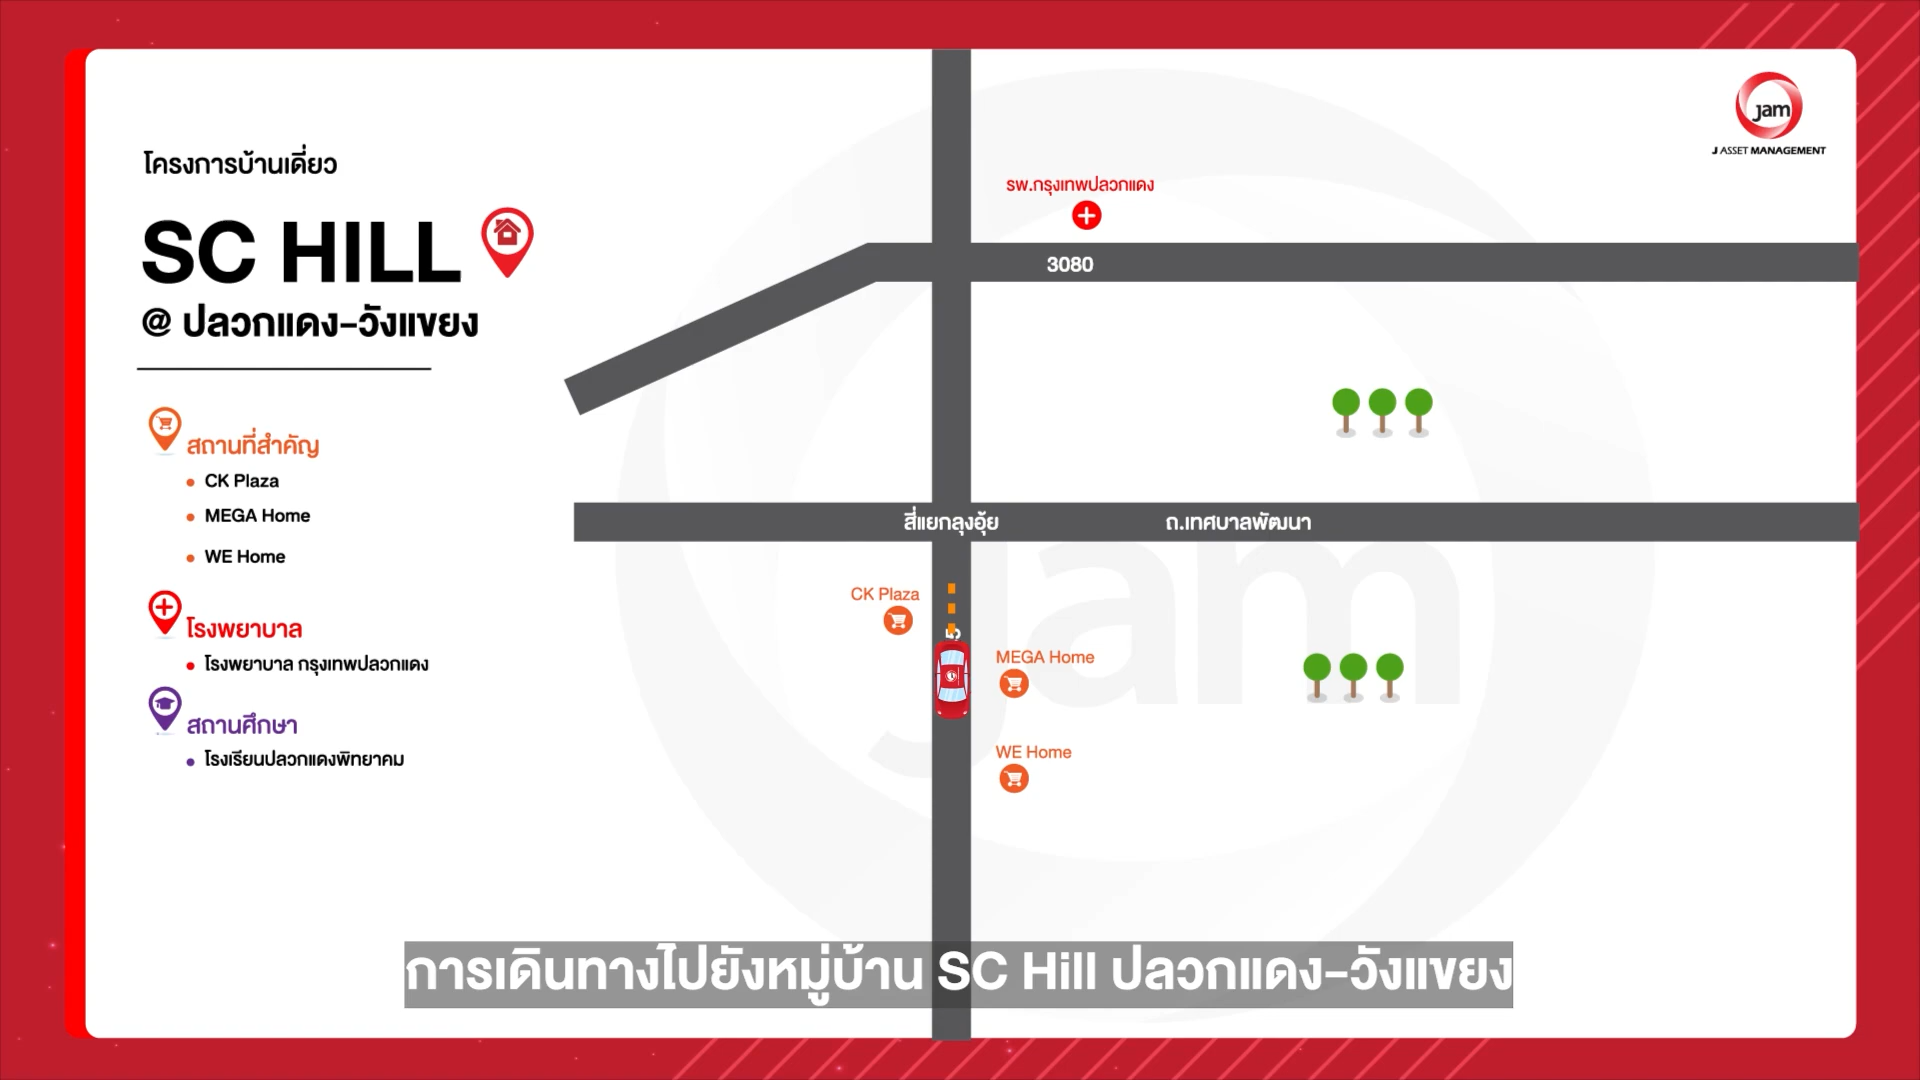 โครงการบ้านเดี่ยว
SC HILL
@ ปลวกแดง-วังแขยง
สถานที่สำคัญ
CK Plaza
MEGA Home
WE Home
โรงพยาบาล
โรงพยาบาล กรุงเทพปลวกแดง
สถานศึกษา
โรงเรียนปลวกแดงพิทยาคม
jam
J ASSET MANAGEMENT
รพ.กรุงเทพปลวกแดง
3080
สี่แยกลุงอุ้ย
ถ.เทศบาลพัฒนา
CK Plaza
MEGA Home
WE Home
jam
การเดินทางไปยังหมู่บ้าน SC Hill ปลวกแดง-วังแขยง